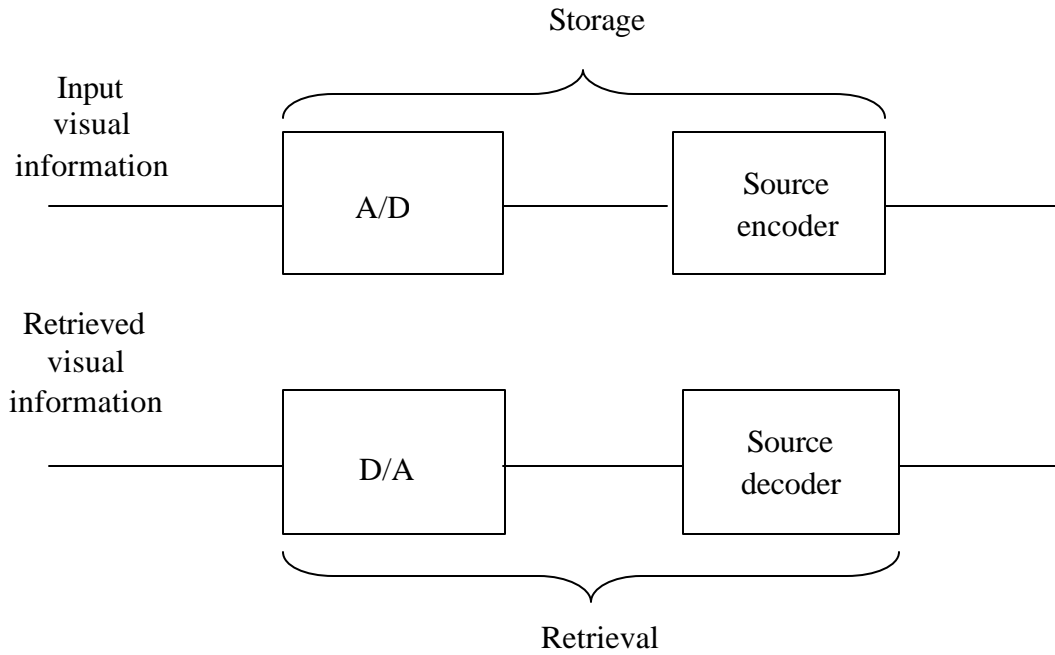 Storage
Input
visual
information
A/D
Source
encoder
Retrieved
visual
information
D/A
Source
decoder
Retrieval